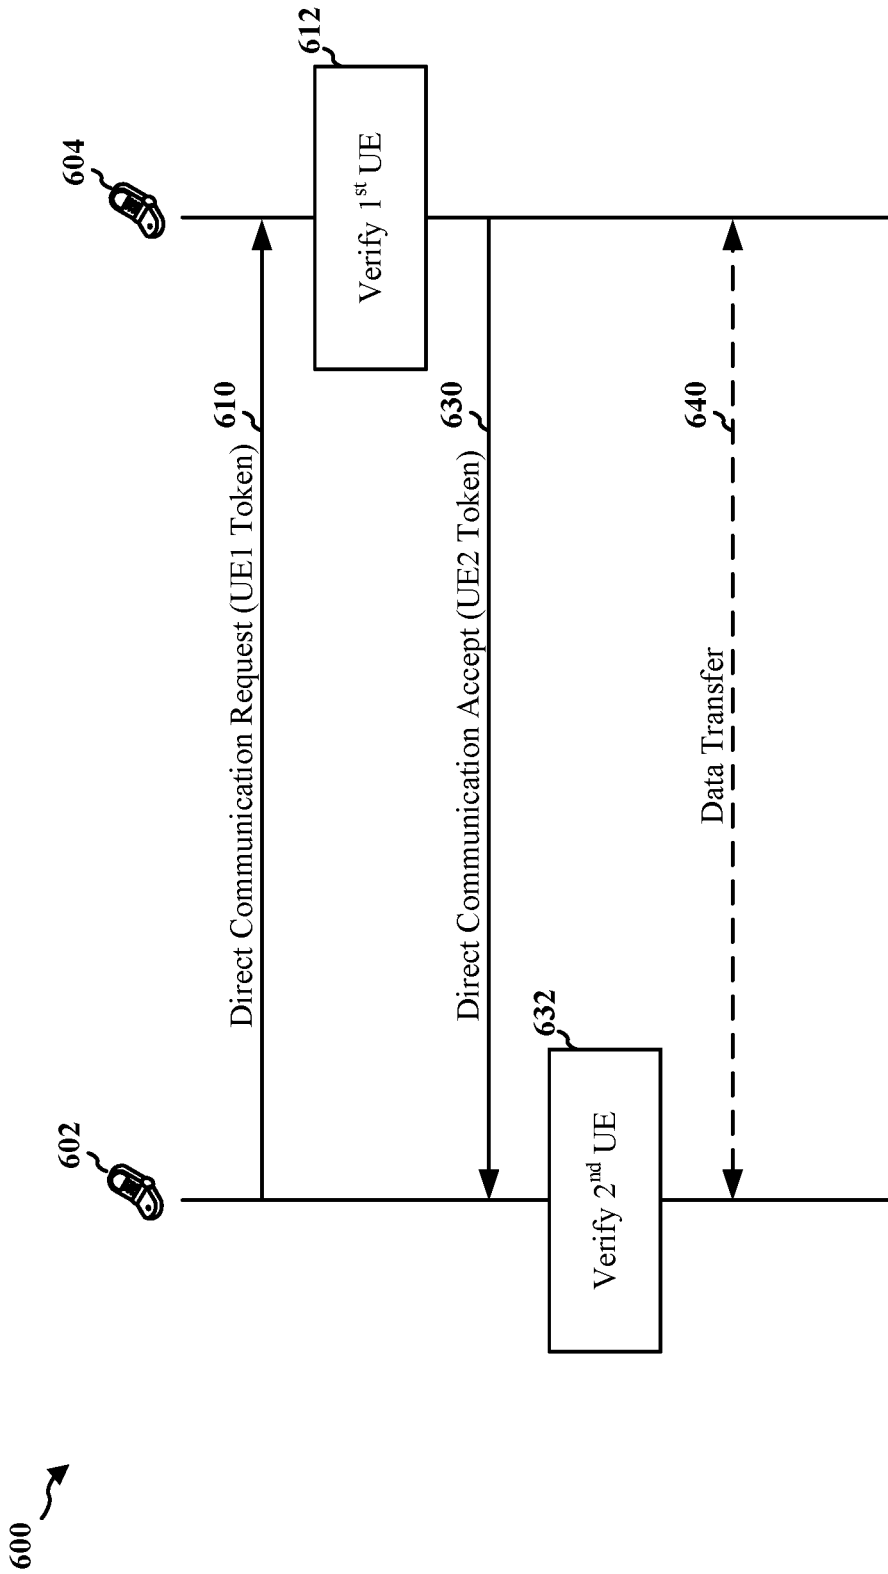 600
602
604
Direct Communication Request (UE1 Token)
610
612
Verify 1st UE
Direct Communication Accept (UE2 Token)
630
632
Verify 2nd UE
Data Transfer
640